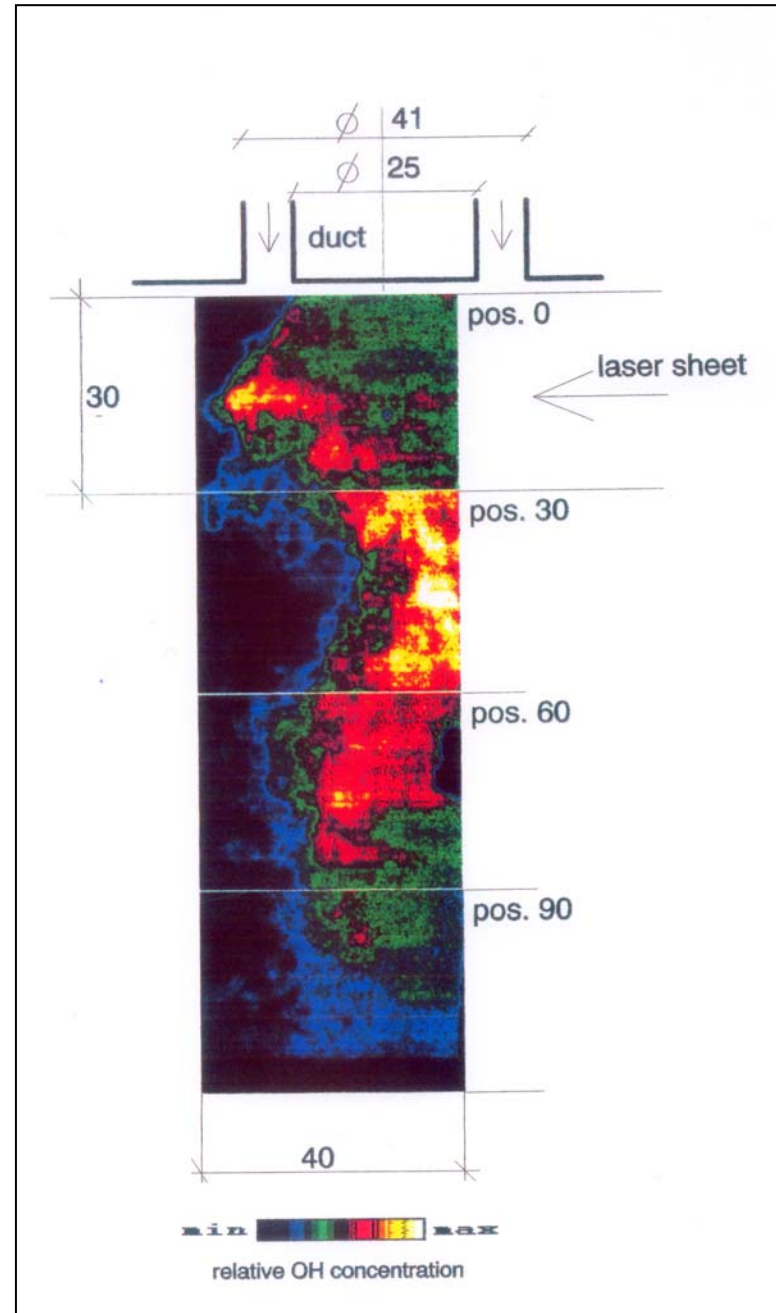 Ø 41
Ø 25
duct
pos. 0
laser sheet
30
pos. 30
pos. 60
pos. 90
40
min max
relative OH concentration